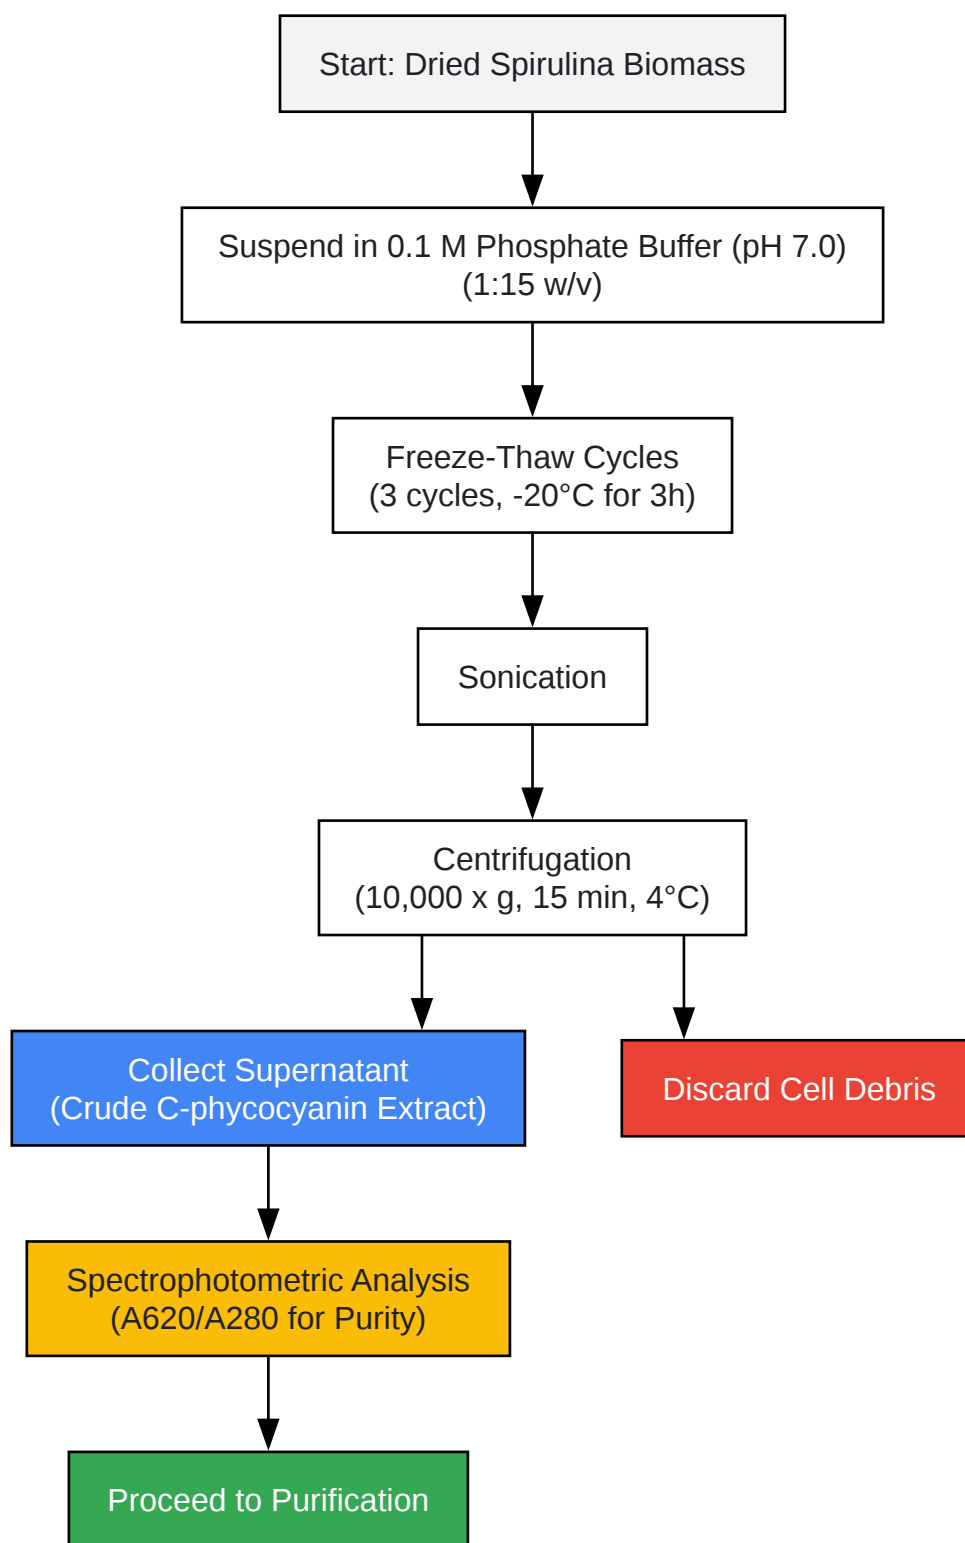 Start: Dried Spirulina Biomass
Suspend in 0.1 M Phosphate Buffer (pH 7.0)
(1:15 w/v)
Freeze-Thaw Cycles
(3 cycles, -20°C for 3h)
Sonication
Centrifugation
(10,000 x g, 15 min, 4°C)
Collect Supernatant
(Crude C-phycocyanin Extract)
Discard Cell Debris
Spectrophotometric Analysis
(A620/A280 for Purity)
Proceed to Purification